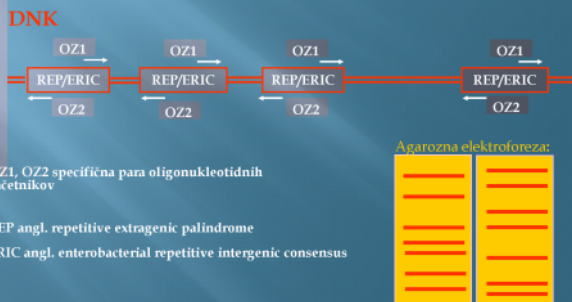 DNK
OZ1 OZ1 OZ1 OZ1
REP/ERIC REP/ERIC REP/ERIC REP/ERIC
OZ2 OZ2 OZ2 OZ2
Agarozna elektroforeza:
Z1, OZ2 specifična para oligonukleotidnih
četnikov
EP angl. repetitive extragenic palindrome
RIC angl. enterobacterial repetitive intergenic consensus